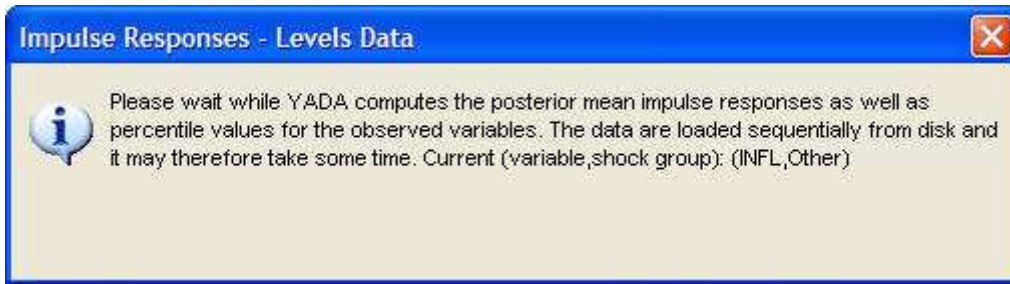 Impulse Responses - Levels Data
Please wait while YADA computes the posterior mean impulse responses as well as
percentile values for the observed variables. The data are loaded sequentially from disk and
it may therefore take some time. Current (variable,shock group): (INFL,Other)